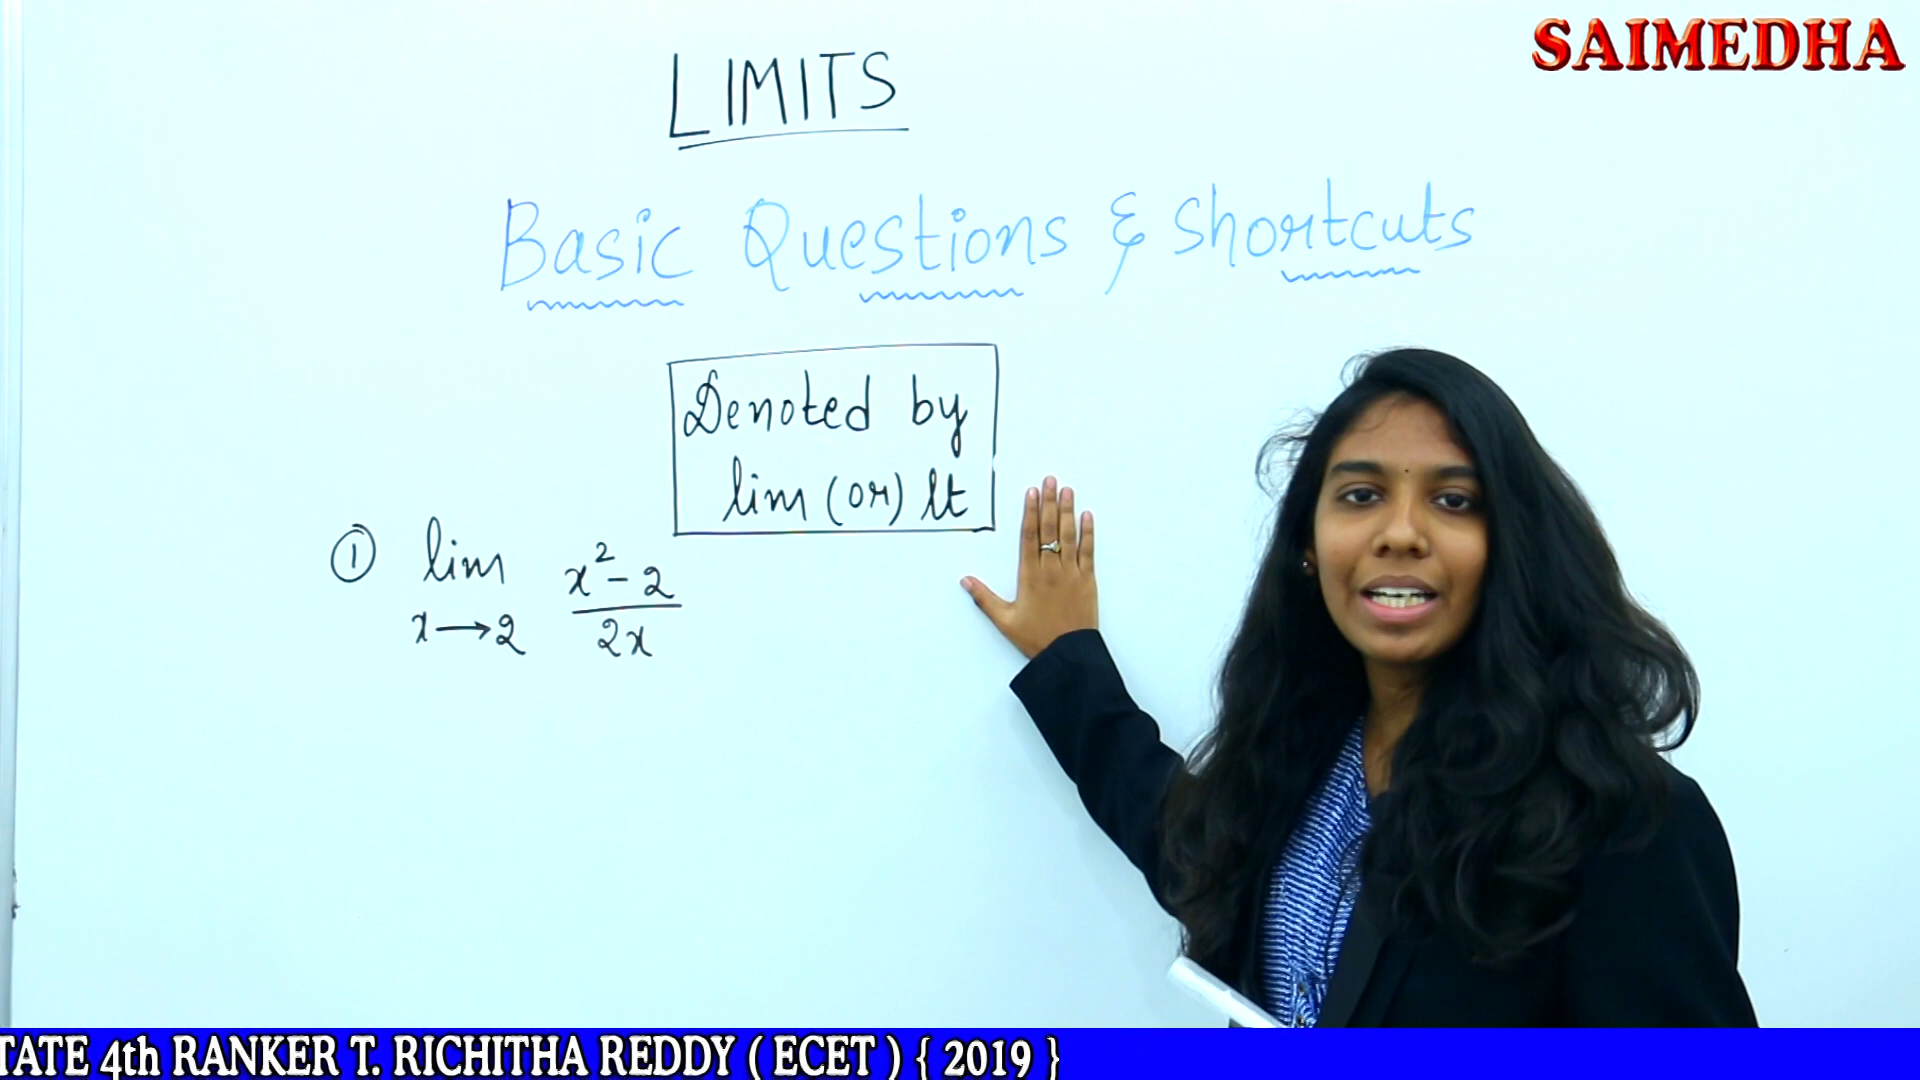 SAIMEDHA
LIMITS
Basic Questions & Shortcuts
Denoted by
lim (or) lt
① lim x² - 2
x → 2 2x
TATE 4th RANKER T. RICHITHA REDDY ( ECET ) { 2019 }